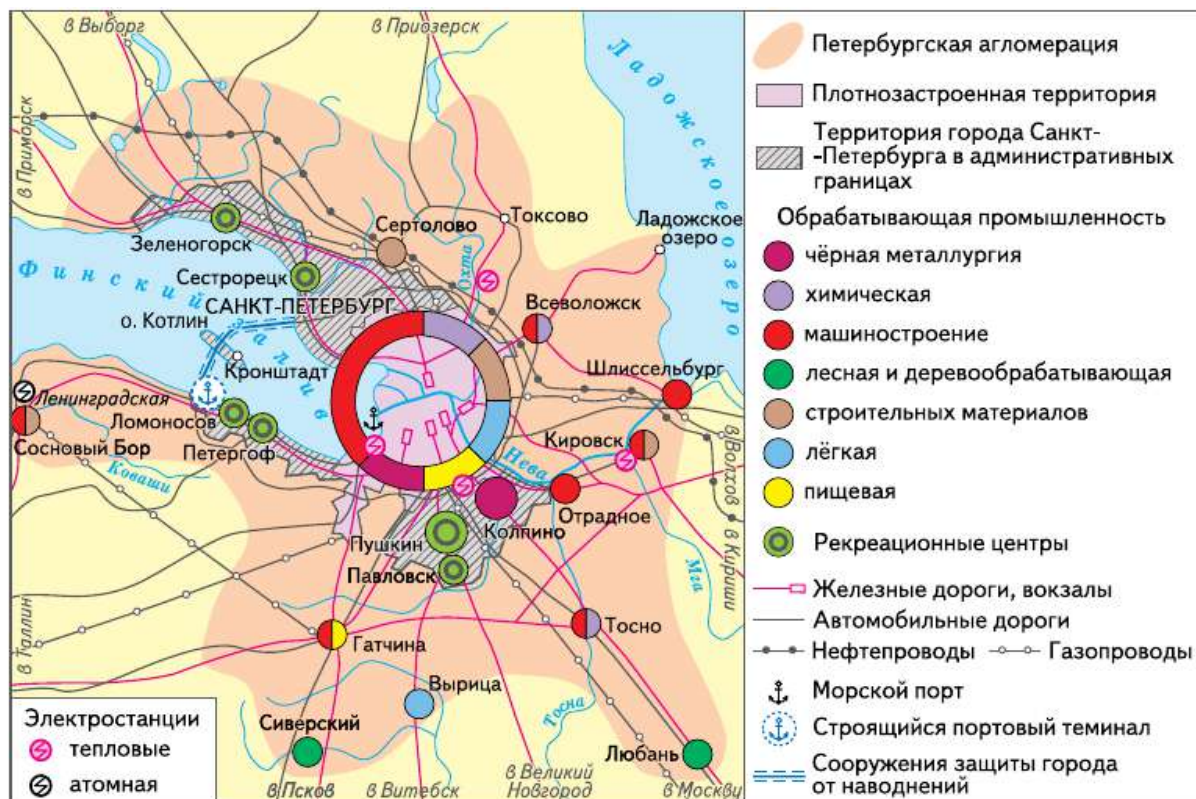 в Выборг
в Приозерск
Ладожское озеро
в Приморск
Токсово
Ладожское
озеро
Зеленогорск
Сертолово
Охта
Сестрорецк
Всеволожск
Финский залив
САНКТ-ПЕТЕРБУРГ
о. Котлин
Шлиссельбург
Кронштадт
Ленинградская
Ломоносов
Сосновый Бор
Петергоф
Кировск
в Волхов
Коваши
Нева
Отрадное
Колпино
в Кириши
Пушкин
Павловск
Мга
в Таллин
Гатчина
Тосно
Вырица
Тосна
Сиверский
Любань
в Псков
в Витебск
в Великий
Новгород
в Москву
Электростанции
тепловые
атомная
Петербургская агломерация
Плотнозастроенная территория
Территория города Санкт-
-Петербурга в административных
границах
Обрабатывающая промышленность
чёрная металлургия
химическая
машиностроение
лесная и деревообрабатывающая
строительных материалов
лёгкая
пищевая
Рекреационные центры
Железные дороги, вокзалы
Автомобильные дороги
Нефтепроводы Газопроводы
Морской порт
Строящийся портовый теминал
Сооружения защиты города
от наводнений